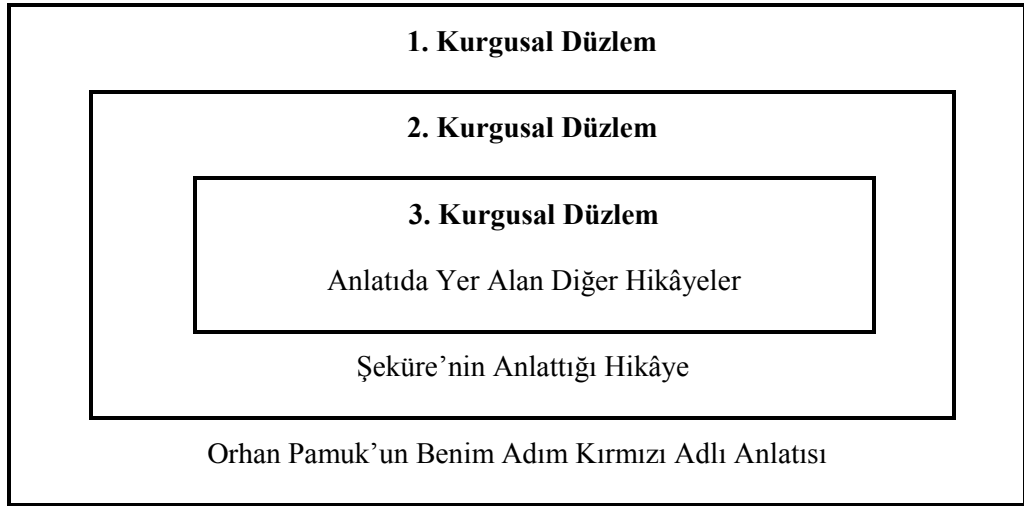 1. Kurgusal Düzlem
2. Kurgusal Düzlem
3. Kurgusal Düzlem
Anlatıda Yer Alan Diğer Hikâyeler
Şeküre’nin Anlattığı Hikâye
Orhan Pamuk’un Benim Adım Kırmızı Adlı Anlatısı